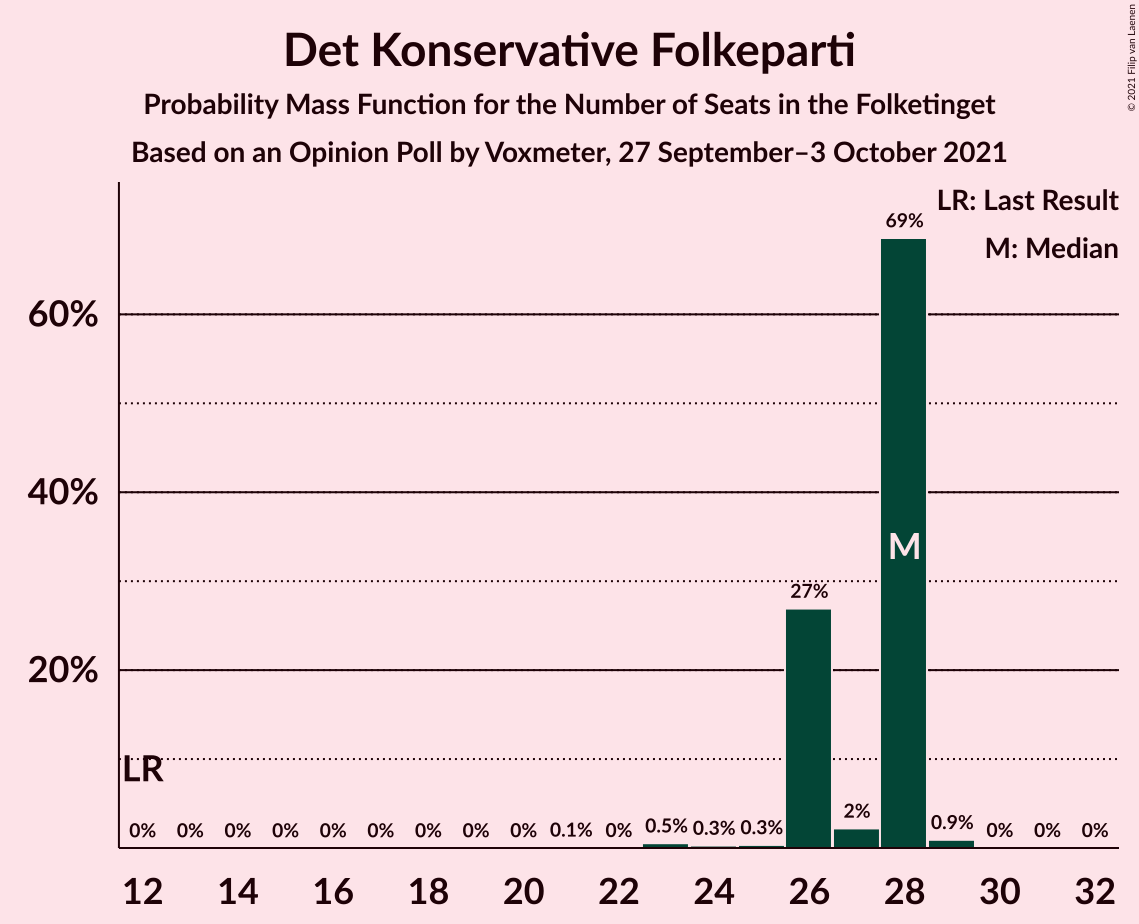 Det Konservative Folkeparti
Probability Mass Function for the Number of Seats in the Folketinget
Based on an Opinion Poll by Voxmeter, 27 September–3 October 2021
© 2021 Filip van Laenen
LR: Last Result
M: Median
69%
60%
40%
M
27%
20%
LR
0% 0% 0% 0% 0% 0% 0% 0% 0% 0.1% 0% 0.5% 0.3% 0.3% 2% 0.9% 0% 0% 0%
12 14 16 18 20 22 24 26 28 30 32